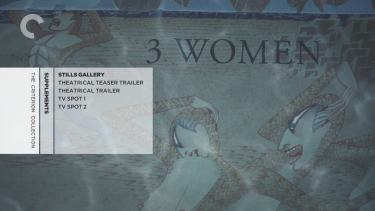 3 WOMEN
STILLS GALLERY
THEATRICAL TEASER TRAILER
THEATRICAL TRAILER
TV SPOT 1
TV SPOT 2
SUPPLEMENTS
THE CRITERION COLLECTION